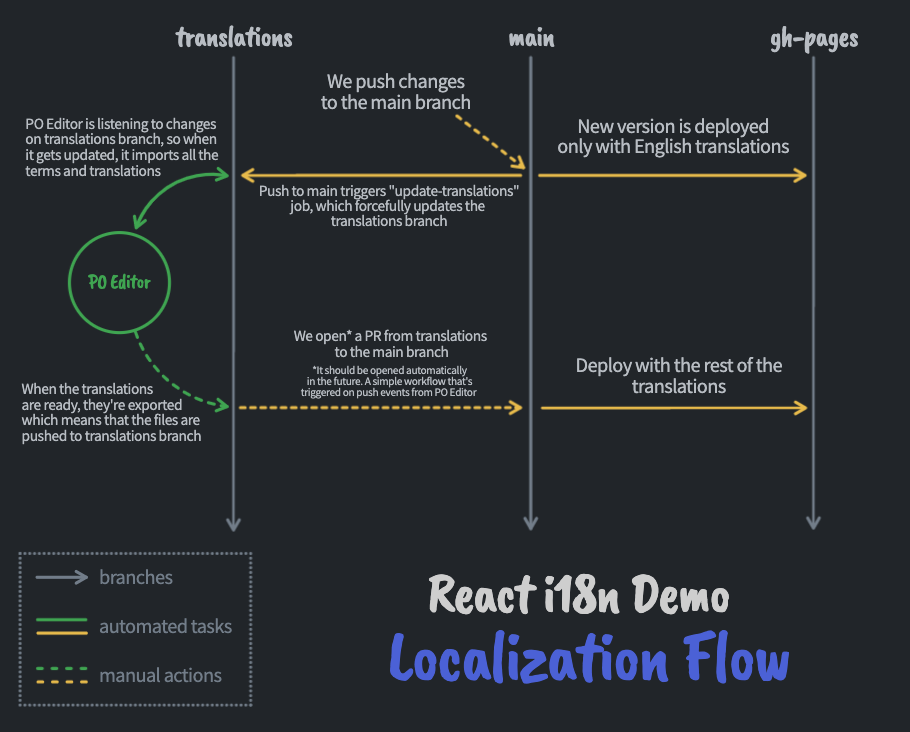 translations
main
gh-pages
We push changes
to the main branch
PO Editor is listening to changes
on translations branch, so when
it gets updated, it imports all the
terms and translations
New version is deployed
only with English translations
Push to main triggers "update-translations"
job, which forcefully updates the
translations branch
PO Editor
We open* a PR from translations
to the main branch
*It should be opened automatically
in the future. A simple workflow that's
triggered on push events from PO Editor
Deploy with the rest of the
translations
When the translations
are ready, they're exported
which means that the files are
pushed to translations branch
branches
automated tasks
manual actions
React i18n Demo
Localization Flow